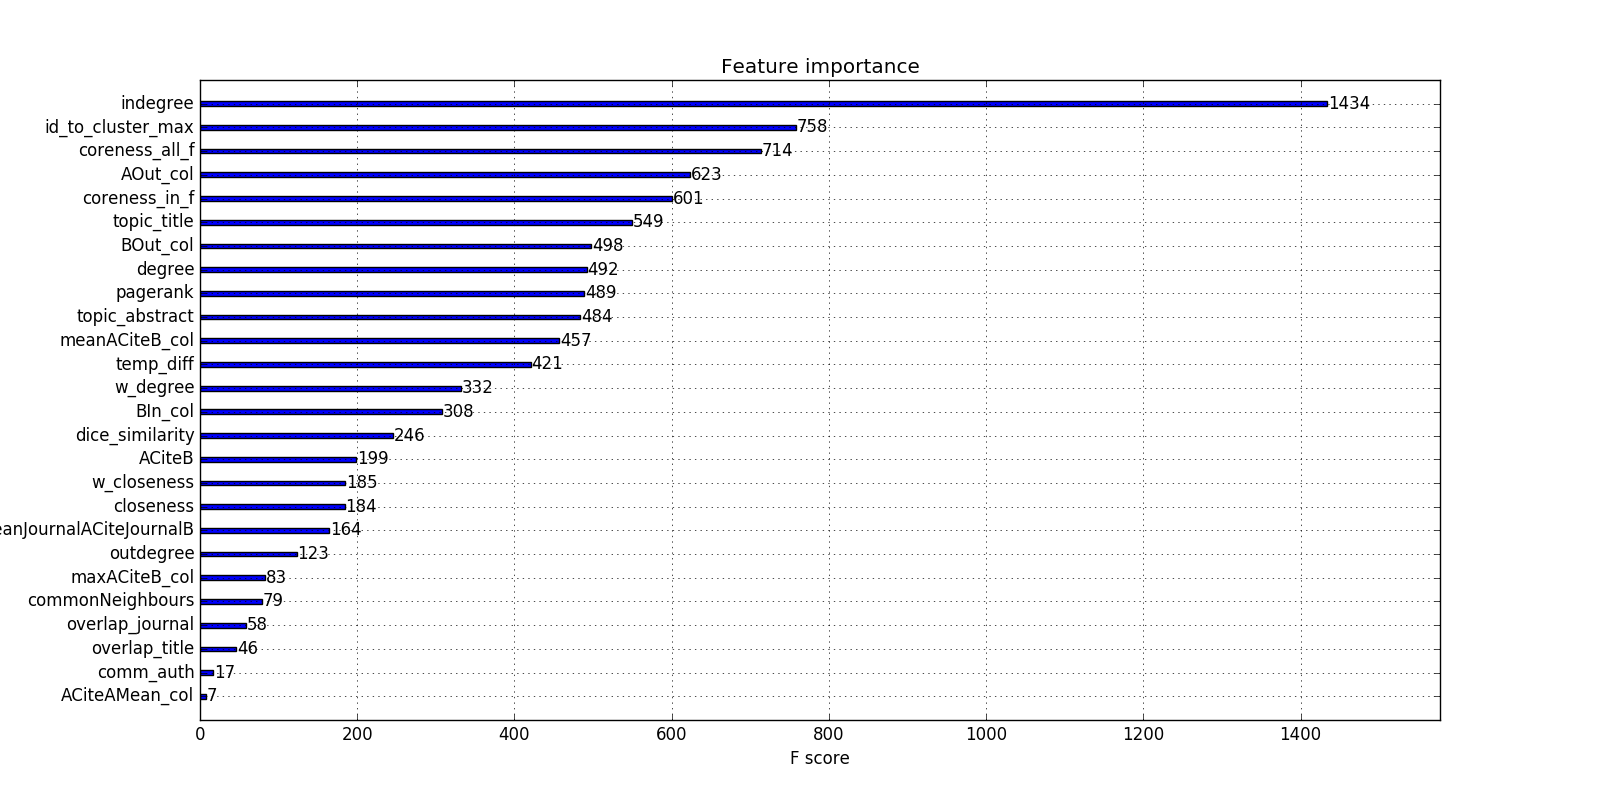 Feature importance
indegree 1434
id_to_cluster_max 758
coreness_all_f 714
AOut_col 623
coreness_in_f 601
topic_title 549
BOut_col 498
degree 492
pagerank 489
topic_abstract 484
meanACiteB_col 457
temp_diff 421
w_degree 332
BIn_col 308
dice_similarity 246
ACiteB 199
w_closeness 185
closeness 184
eanJournalACiteJournalB 164
outdegree 123
maxACiteB_col 83
commonNeighbours 79
overlap_journal 58
overlap_title 46
comm_auth 17
ACiteAMean_col 7
0 200 400 600 800 1000 1200 1400
F score